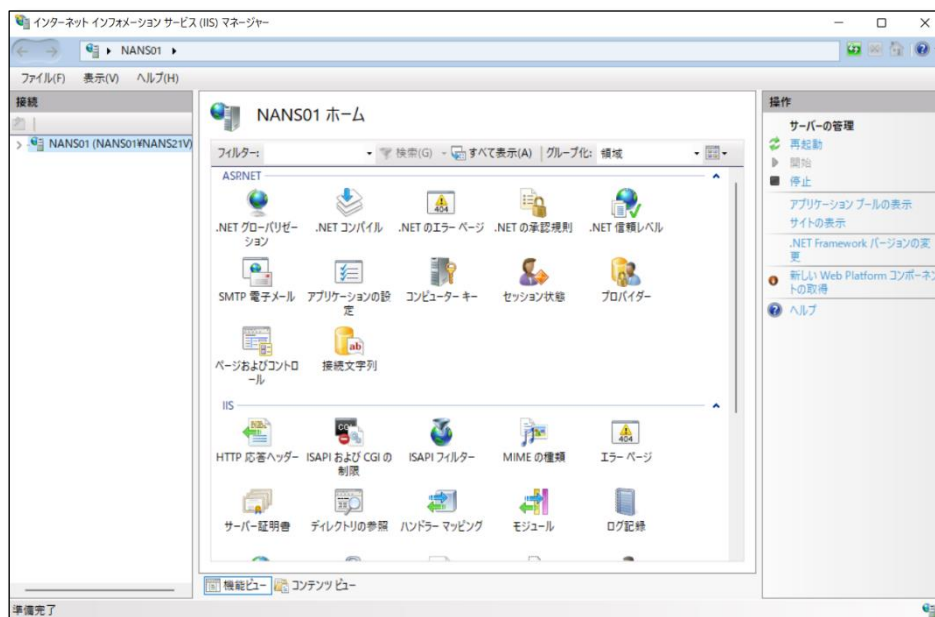 インターネット インフォメーション サービス (IIS) マネージャー
NANS01
ファイル(F) 表示(V) ヘルプ(H)
接続
NANS01 (NANS01¥NANS21V)
NANS01 ホーム
フィルター: 検索(G) すべて表示(A) グループ化: 領域
ASP.NET
.NET グローバリゼー
ション
.NET コンパイル
.NET のエラー ページ
.NET の承認規則
.NET 信頼レベル
SMTP 電子メール
アプリケーションの設
定
コンピューター キー
セッション状態
プロバイダー
ページおよびコントロ
ール
接続文字列
IIS
HTTP 応答ヘッダー
ISAPI および CGI の
制限
ISAPI フィルター
MIME の種類
エラー ページ
サーバー証明書
ディレクトリの参照
ハンドラー マッピング
モジュール
ログ記録
機能ビュー
コンテンツ ビュー
操作
サーバーの管理
再起動
開始
停止
アプリケーション プールの表示
サイトの表示
.NET Framework バージョンの変
更
新しい Web Platform コンポーネン
トの取得
ヘルプ
準備完了